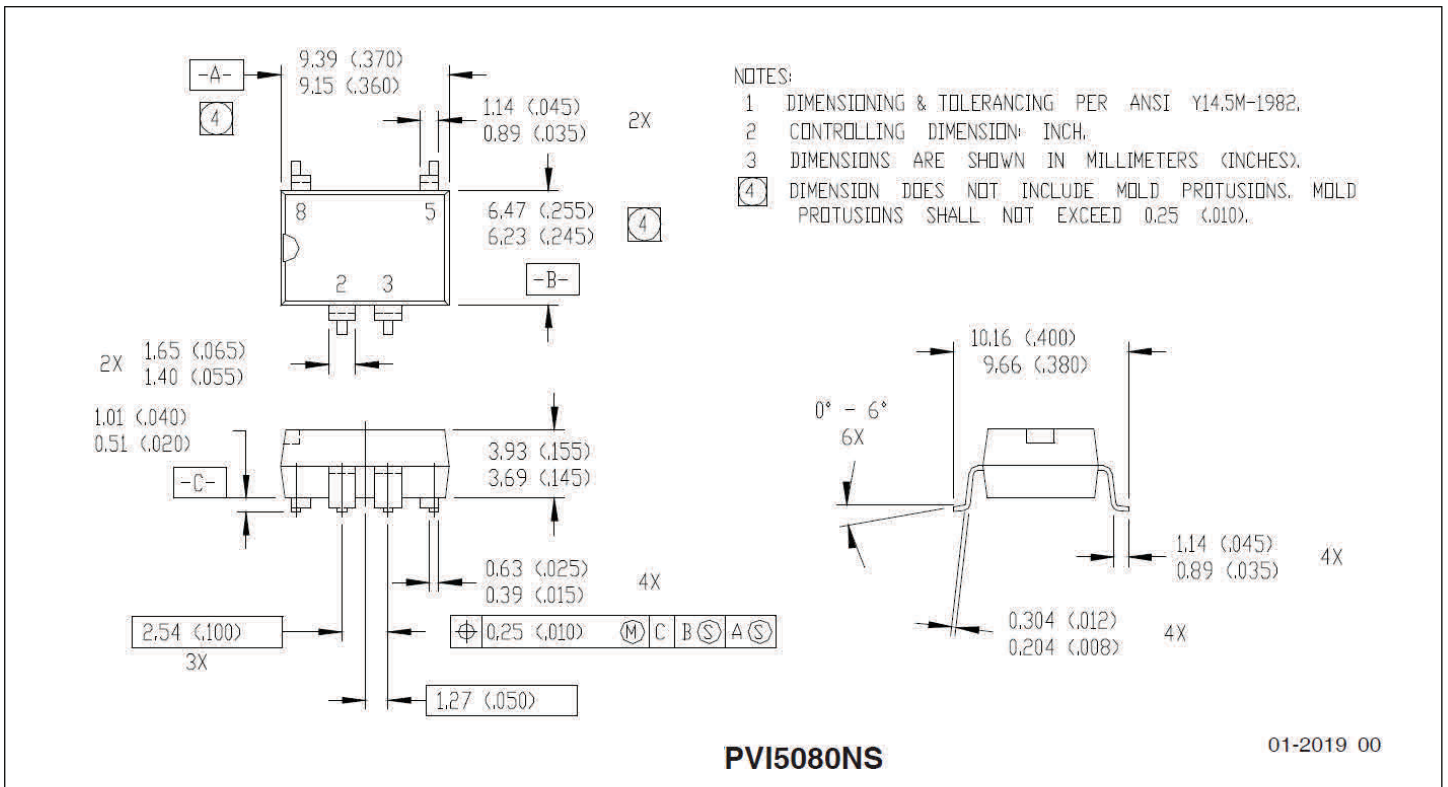 -A-
9.39 (.370)
9.15 (.360)
4
1.14 (.045)
0.89 (.035)
2X
8
5
6.47 (.255)
6.23 (.245)
4
2
3
-B-
NOTES:
1 DIMENSIONING & TOLERANCING PER ANSI Y14.5M-1982.
2 CONTROLLING DIMENSION: INCH.
3 DIMENSIONS ARE SHOWN IN MILLIMETERS (INCHES).
4 DIMENSION DOES NOT INCLUDE MOLD PROTUSIONS. MOLD
PROTUSIONS SHALL NOT EXCEED 0.25 (.010).
2X
1.65 (.065)
1.40 (.055)
1.01 (.040)
0.51 (.020)
-C-
3.93 (.155)
3.69 (.145)
0.63 (.025)
0.39 (.015)
4X
2.54 (.100)
3X
⌖ 0.25 (.010) Ⓜ C B Ⓢ A Ⓢ
1.27 (.050)
10.16 (.400)
9.66 (.380)
0° - 6°
6X
1.14 (.045)
0.89 (.035)
4X
0.304 (.012)
0.204 (.008)
4X
PVI5080NS
01-2019 00